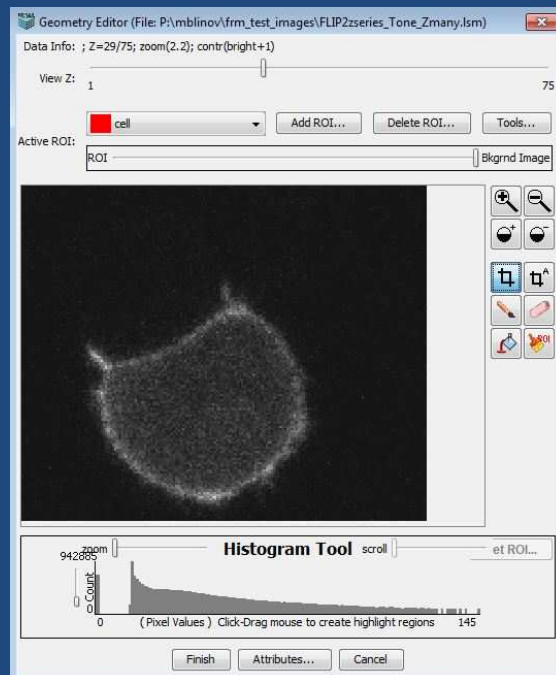 Geometry Editor (File: P:\mblinov\frm_test_images\FLIP2zseries_Tone_Zmany.lsm)
Data Info: ; Z=29/75; zoom(2.2); contr(bright+1)
View Z:
1 75
Active ROI:
cell Add ROI... Delete ROI... Tools...
ROI Bkgrnd Image
A
ROI
zoom Histogram Tool scroll et ROI...
942885
Count
0
0 ( Pixel Values ) Click-Drag mouse to create highlight regions 145
Finish Attributes... Cancel